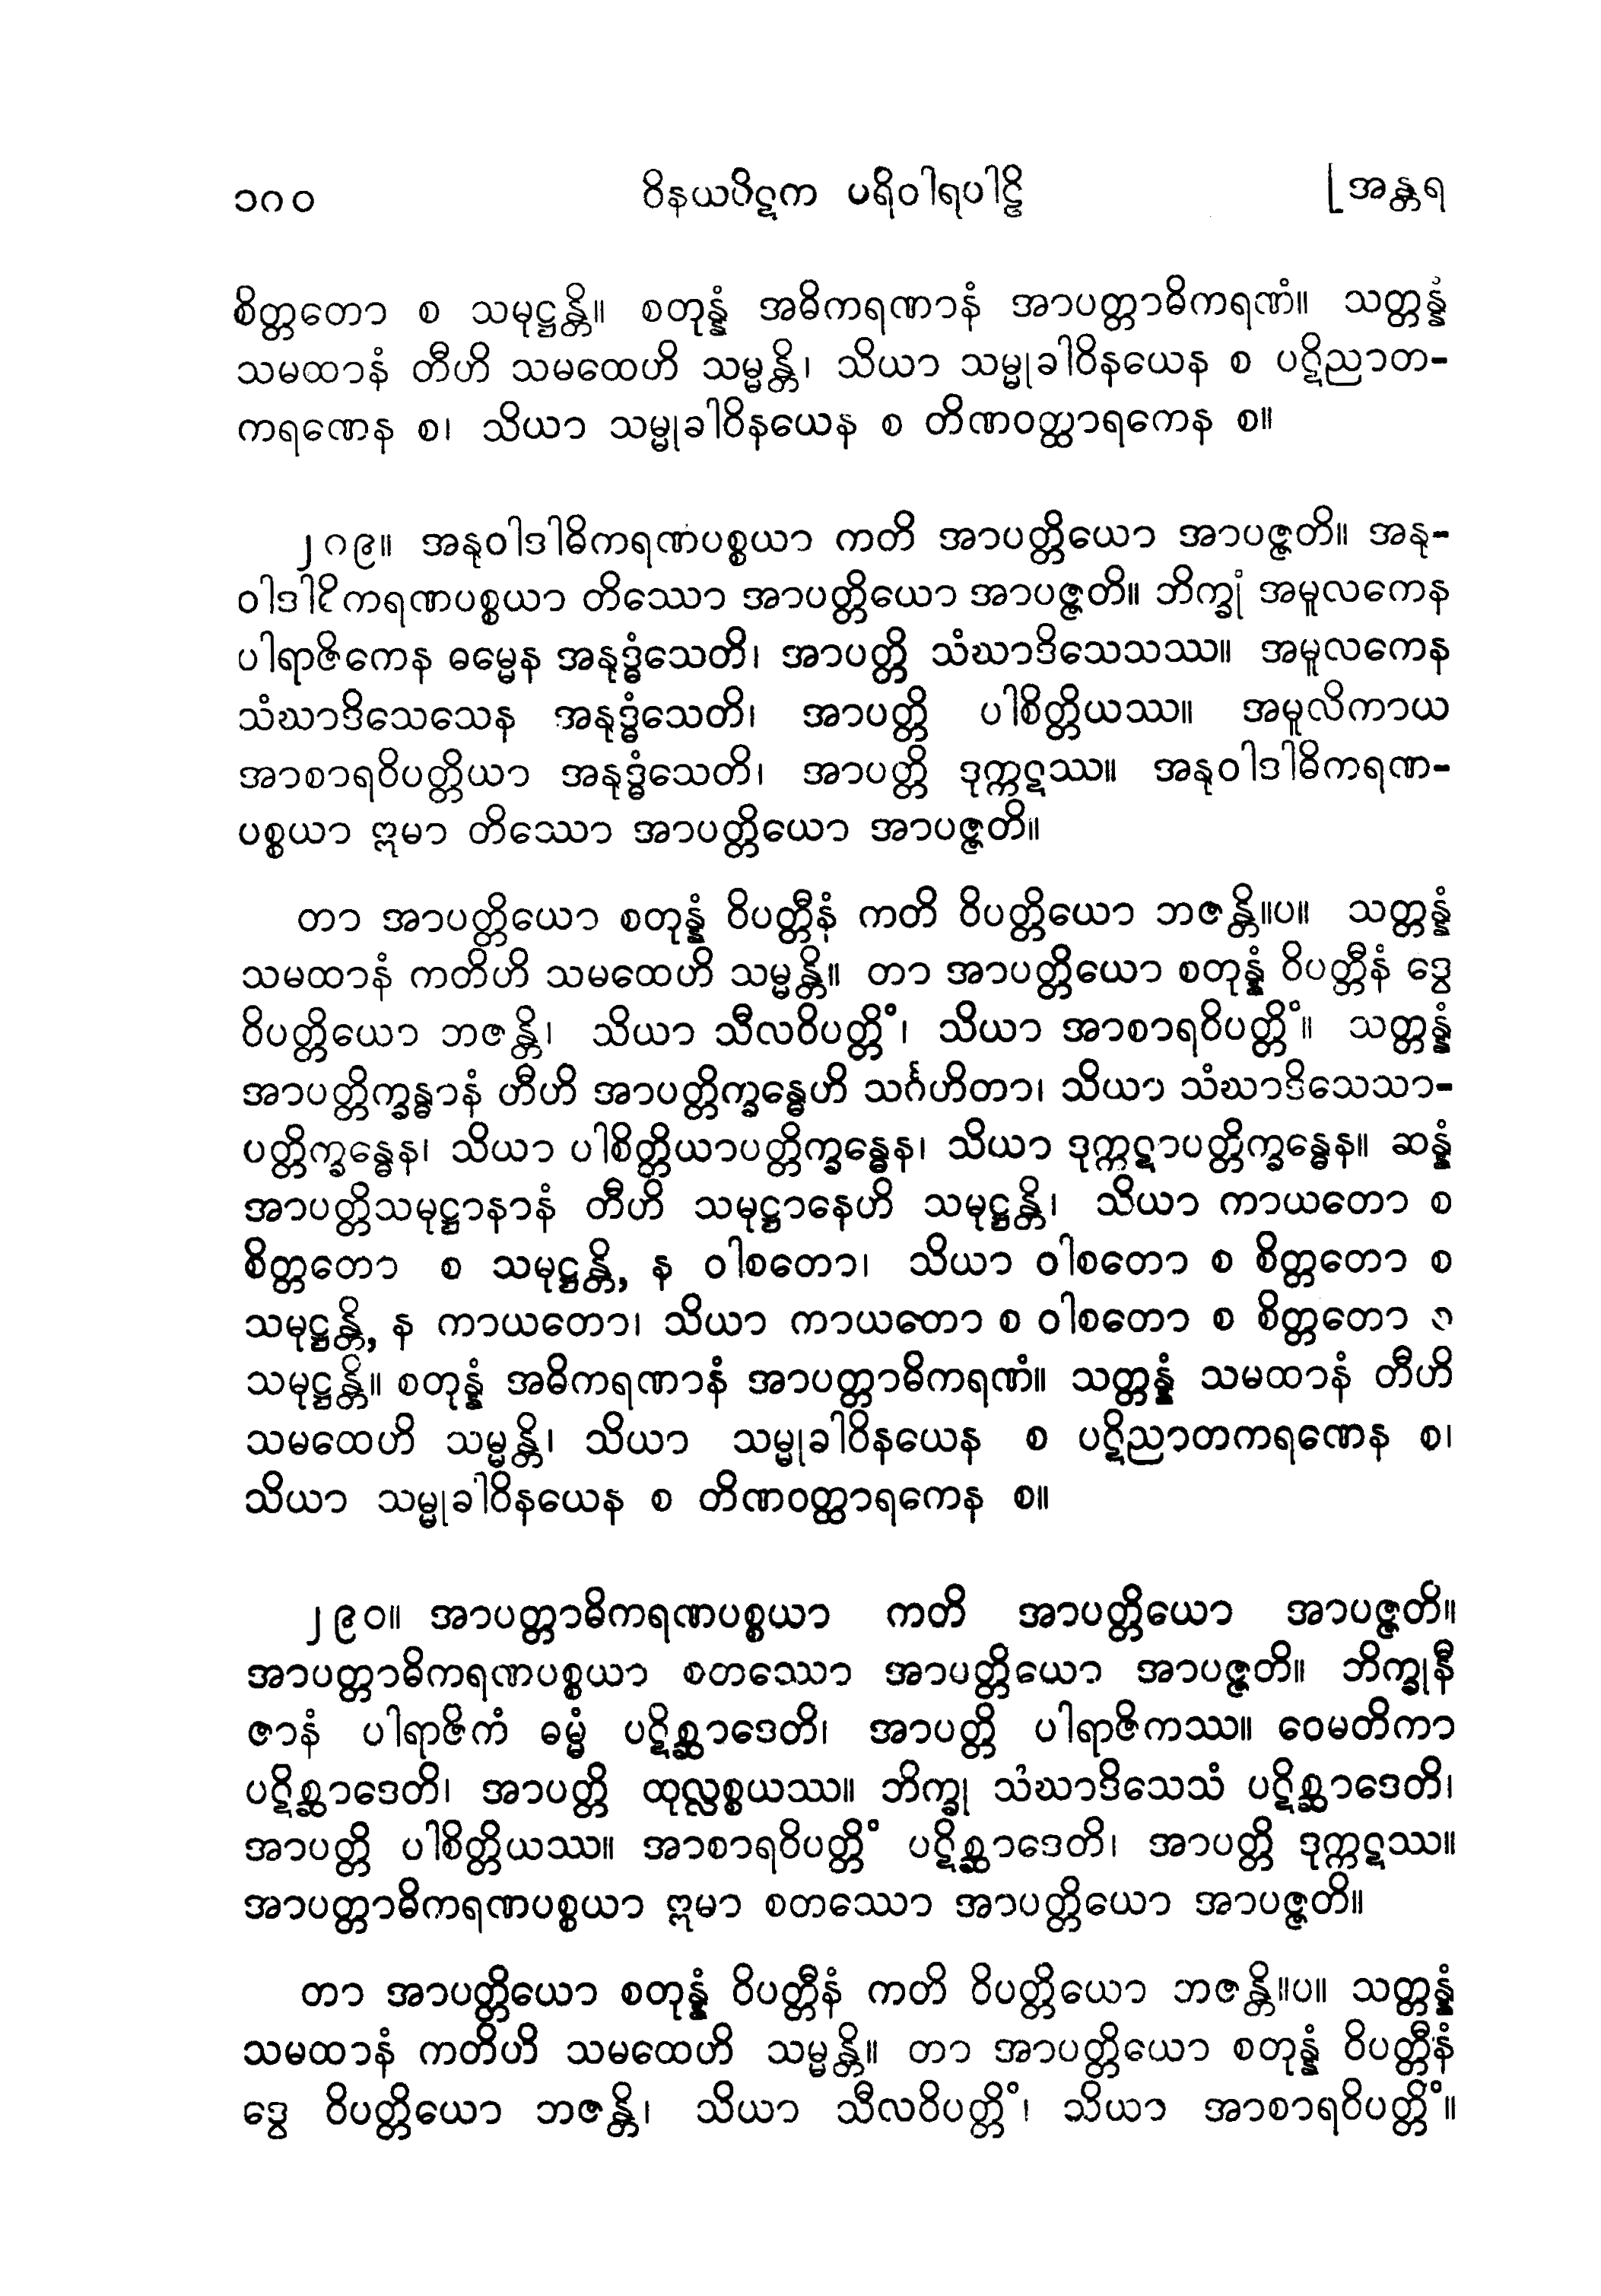 ၁၈၀ ဝိနယပိဋက ပရိဝါရပါဠိ [အန္တရ
စိတ္တတော စ သမုဋ္ဌန္တိ။ စတုန္နံ အဓိကရဏာနံ အာပတ္တာဓိကရဏံ။ သတ္တန္နံ
သမထာနံ တီဟိ သမထေဟိ သမ္မန္တိ၊ သိယာ သမ္မုခါဝိနယေန စ ပဋိညာတ-
ကရဏေန စ၊ သိယာ သမ္မုခါဝိနယေန စ တိဏဝတ္ထာရကေန စ။
၂၈၉။ အနုဝါဒါဓိကရဏပစ္စယာ ကတိ အာပတ္တိယော အာပဇ္ဇတိ။ အနု-
ဝါဒါဓိကရဏပစ္စယာ တိဿော အာပတ္တိယော အာပဇ္ဇတိ။ ဘိက္ခုံ အမူလကေန
ပါရာဇိကေန ဓမ္မေန အနုဒ္ဓံသေတိ၊ အာပတ္တိ သံဃာဒိသေသဿ။ အမူလကေန
သံဃာဒိသေသေန အနုဒ္ဓံသေတိ၊ အာပတ္တိ ပါစိတ္တိယဿ။ အမူလိကာယ
အာစာရဝိပတ္တိယာ အနုဒ္ဓံသေတိ၊ အာပတ္တိ ဒုက္ကဋဿ။ အနုဝါဒါဓိကရဏ-
ပစ္စယာ ဣမာ တိဿော အာပတ္တိယော အာပဇ္ဇတိ။
တာ အာပတ္တိယော စတုန္နံ ဝိပတ္တီနံ ကတိ ဝိပတ္တိယော ဘဇန္တိ။ပ။ သတ္တန္နံ
သမထာနံ ကတိဟိ သမထေဟိ သမ္မန္တိ။ တာ အာပတ္တိယော စတုန္နံ ဝိပတ္တီနံ ဒွေ
ဝိပတ္တိယော ဘဇန္တိ၊ သိယာ သီလဝိပတ္တိံ၊ သိယာ အာစာရဝိပတ္တိံ။ သတ္တန္နံ
အာပတ္တိက္ခန္ဓာနံ တီဟိ အာပတ္တိက္ခန္ဓေဟိ သင်္ဂဟိတာ၊ သိယာ သံဃာဒိသေသာ-
ပတ္တိက္ခန္ဓေန၊ သိယာ ပါစိတ္တိယာပတ္တိက္ခန္ဓေန၊ သိယာ ဒုက္ကဋာပတ္တိက္ခန္ဓေန။ ဆန္နံ
အာပတ္တိသမုဋ္ဌာနာနံ တီဟိ သမုဋ္ဌာနေဟိ သမုဋ္ဌန္တိ၊ သိယာ ကာယတော စ
စိတ္တတော စ သမုဋ္ဌန္တိ, န ဝါစတော၊ သိယာ ဝါစတော စ စိတ္တတော စ
သမုဋ္ဌန္တိ, န ကာယတော၊ သိယာ ကာယတော စ ဝါစတော စ စိတ္တတော စ
သမုဋ္ဌန္တိ။ စတုန္နံ အဓိကရဏာနံ အာပတ္တာဓိကရဏံ။ သတ္တန္နံ သမထာနံ တီဟိ
သမထေဟိ သမ္မန္တိ၊ သိယာ သမ္မုခါဝိနယေန စ ပဋိညာတကရဏေန စ၊
သိယာ သမ္မုခါဝိနယေန စ တိဏဝတ္ထာရကေန စ။
၂၉၀။ အာပတ္တာဓိကရဏပစ္စယာ ကတိ အာပတ္တိယော အာပဇ္ဇတိ။
အာပတ္တာဓိကရဏပစ္စယာ စတဿော အာပတ္တိယော အာပဇ္ဇတိ။ ဘိက္ခုနီ
ဇာနံ ပါရာဇိကံ ဓမ္မံ ပဋိစ္ဆာဒေတိ၊ အာပတ္တိ ပါရာဇိကဿ။ ဝေမတိကာ
ပဋိစ္ဆာဒေတိ၊ အာပတ္တိ ထုလ္လစ္စယဿ။ ဘိက္ခု သံဃာဒိသေသံ ပဋိစ္ဆာဒေတိ၊
အာပတ္တိ ပါစိတ္တိယဿ။ အာစာရဝိပတ္တိံ ပဋိစ္ဆာဒေတိ၊ အာပတ္တိ ဒုက္ကဋဿ။
အာပတ္တာဓိကရဏပစ္စယာ ဣမာ စတဿော အာပတ္တိယော အာပဇ္ဇတိ။
တာ အာပတ္တိယော စတုန္နံ ဝိပတ္တီနံ ကတိ ဝိပတ္တိယော ဘဇန္တိ။ပ။ သတ္တန္နံ
သမထာနံ ကတိဟိ သမထေဟိ သမ္မန္တိ။ တာ အာပတ္တိယော စတုန္နံ ဝိပတ္တီနံ
ဒွေ ဝိပတ္တိယော ဘဇန္တိ၊ သိယာ သီလဝိပတ္တိံ၊ သိယာ အာစာရဝိပတ္တိံ။